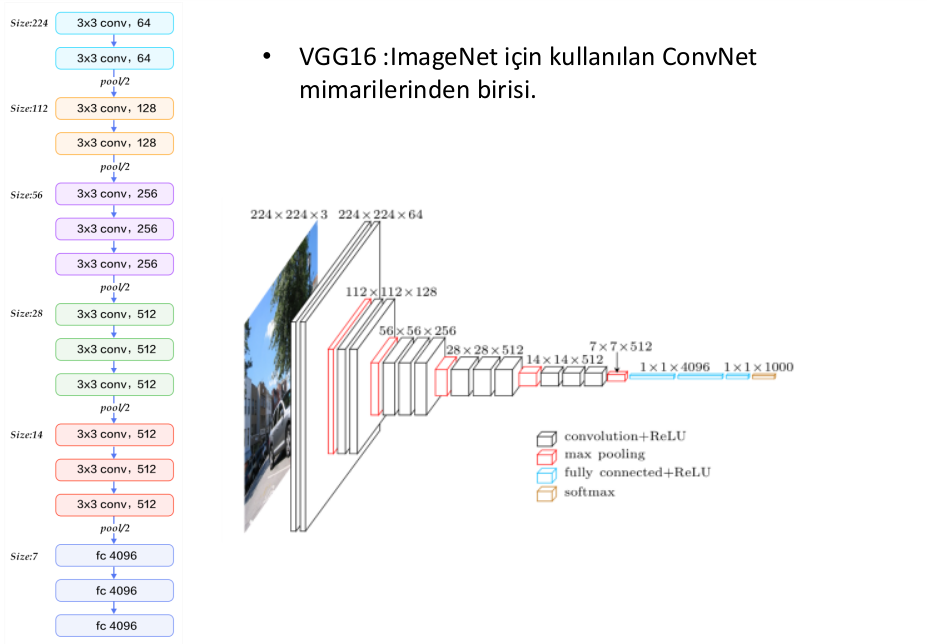 Size:224
3x3 conv, 64
3x3 conv, 64
pool/2
Size:112
3x3 conv, 128
3x3 conv, 128
pool/2
Size:56
3x3 conv, 256
3x3 conv, 256
3x3 conv, 256
pool/2
Size:28
3x3 conv, 512
3x3 conv, 512
3x3 conv, 512
pool/2
Size:14
3x3 conv, 512
3x3 conv, 512
3x3 conv, 512
pool/2
Size:7
fc 4096
fc 4096
fc 4096
• VGG16 :ImageNet için kullanılan ConvNet
mimarilerinden birisi.
224×224×3 224×224×64
112×112×128
56×56×256
28×28×512
14×14×512
7×7×512
1×1×4096
1×1×1000
convolution+ReLU
max pooling
fully connected+ReLU
softmax